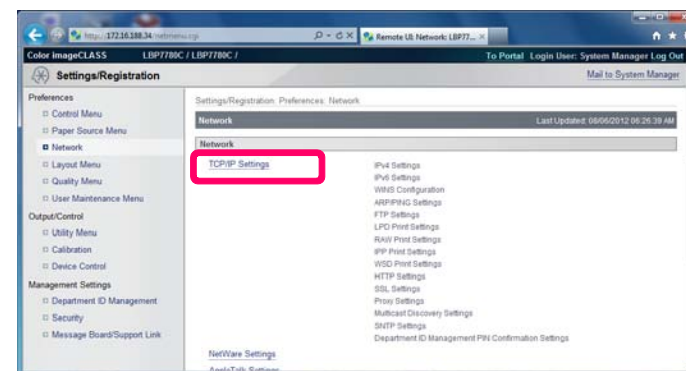 http://172.16.188.34/netmenu.cgi
Remote UI: Network: LBP77...
Color imageCLASS LBP7780C / LBP7780C /
To Portal Login User: System Manager Log Out
Settings/Registration
Mail to System Manager
Preferences
Control Menu
Paper Source Menu
Network
Layout Menu
Quality Menu
User Maintenance Menu
Output/Control
Utility Menu
Calibration
Device Control
Management Settings
Department ID Management
Security
Message Board/Support Link
Settings/Registration: Preferences: Network
Network
Last Updated: 08/06/2012 06:26:39 AM
Network
TCP/IP Settings
IPv4 Settings
IPv6 Settings
WINS Configuration
ARP/PING Settings
FTP Settings
LPD Print Settings
RAW Print Settings
IPP Print Settings
WSD Print Settings
HTTP Settings
SSL Settings
Proxy Settings
Multicast Discovery Settings
SNTP Settings
Department ID Management PIN Confirmation Settings
NetWare Settings
AppleTalk Settings